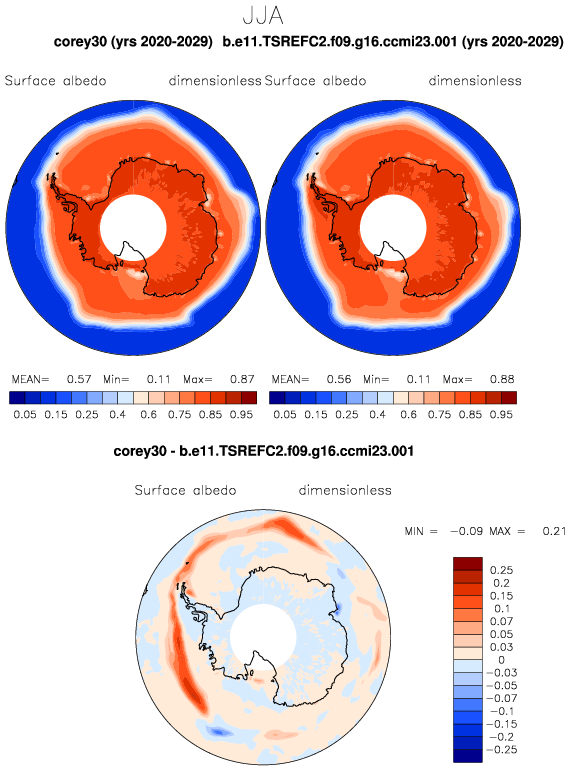 JJA
corey30 (yrs 2020-2029) b.e11.TSREFC2.f09.g16.ccmi23.001 (yrs 2020-2029)
Surface albedo dimensionless Surface albedo dimensionless
MEAN= 0.57 Min= 0.11 Max= 0.87 MEAN= 0.56 Min= 0.11 Max= 0.88
0.05 0.15 0.25 0.4 0.6 0.75 0.85 0.95 0.05 0.15 0.25 0.4 0.6 0.75 0.85 0.95
corey30 - b.e11.TSREFC2.f09.g16.ccmi23.001
Surface albedo dimensionless
MIN = -0.09 MAX = 0.21
0.25
0.2
0.15
0.1
0.07
0.05
0.03
0
-0.03
-0.05
-0.07
-0.1
-0.15
-0.2
-0.25